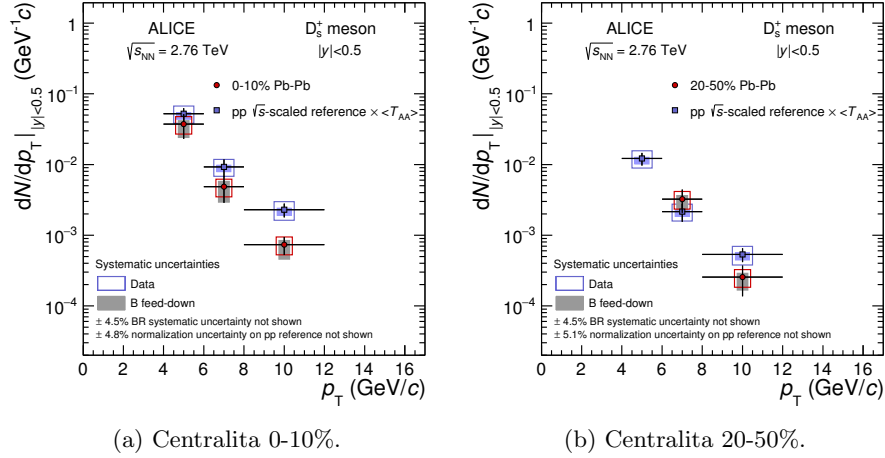 ALICE
D_s^+ meson
√s_NN = 2.76 TeV
|y|<0.5
0-10% Pb-Pb
pp √s-scaled reference × <T_AA>
dN/dp_T | _|y|<0.5 (GeV⁻¹c)
1
10⁻¹
10⁻²
10⁻³
10⁻⁴
Systematic uncertainties
Data
B feed-down
± 4.5% BR systematic uncertainty not shown
± 4.8% normalization uncertainty on pp reference not shown
0 2 4 6 8 10 12 14 16
p_T (GeV/c)
(a) Centralita 0-10%.
ALICE
D_s^+ meson
√s_NN = 2.76 TeV
|y|<0.5
20-50% Pb-Pb
pp √s-scaled reference × <T_AA>
dN/dp_T | _|y|<0.5 (GeV⁻¹c)
1
10⁻¹
10⁻²
10⁻³
10⁻⁴
Systematic uncertainties
Data
B feed-down
± 4.5% BR systematic uncertainty not shown
± 5.1% normalization uncertainty on pp reference not shown
0 2 4 6 8 10 12 14 16
p_T (GeV/c)
(b) Centralita 20-50%.